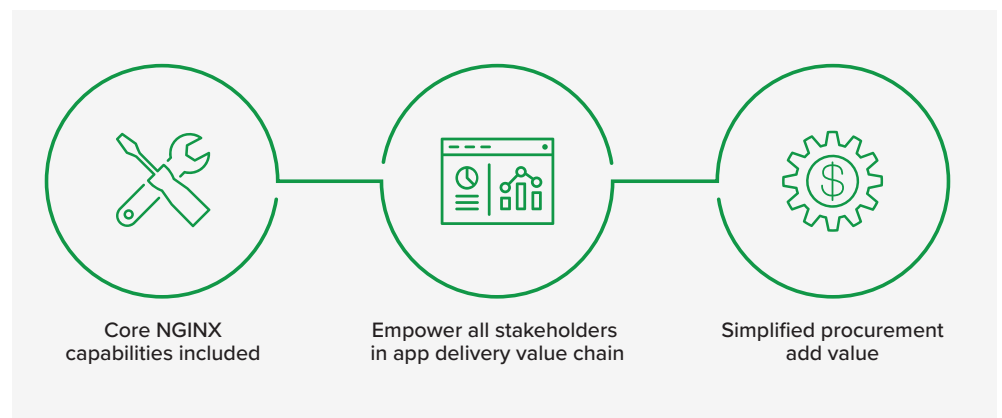 Core NGINX
capabilities included
Empower all stakeholders
in app delivery value chain
Simplified procurement
add value